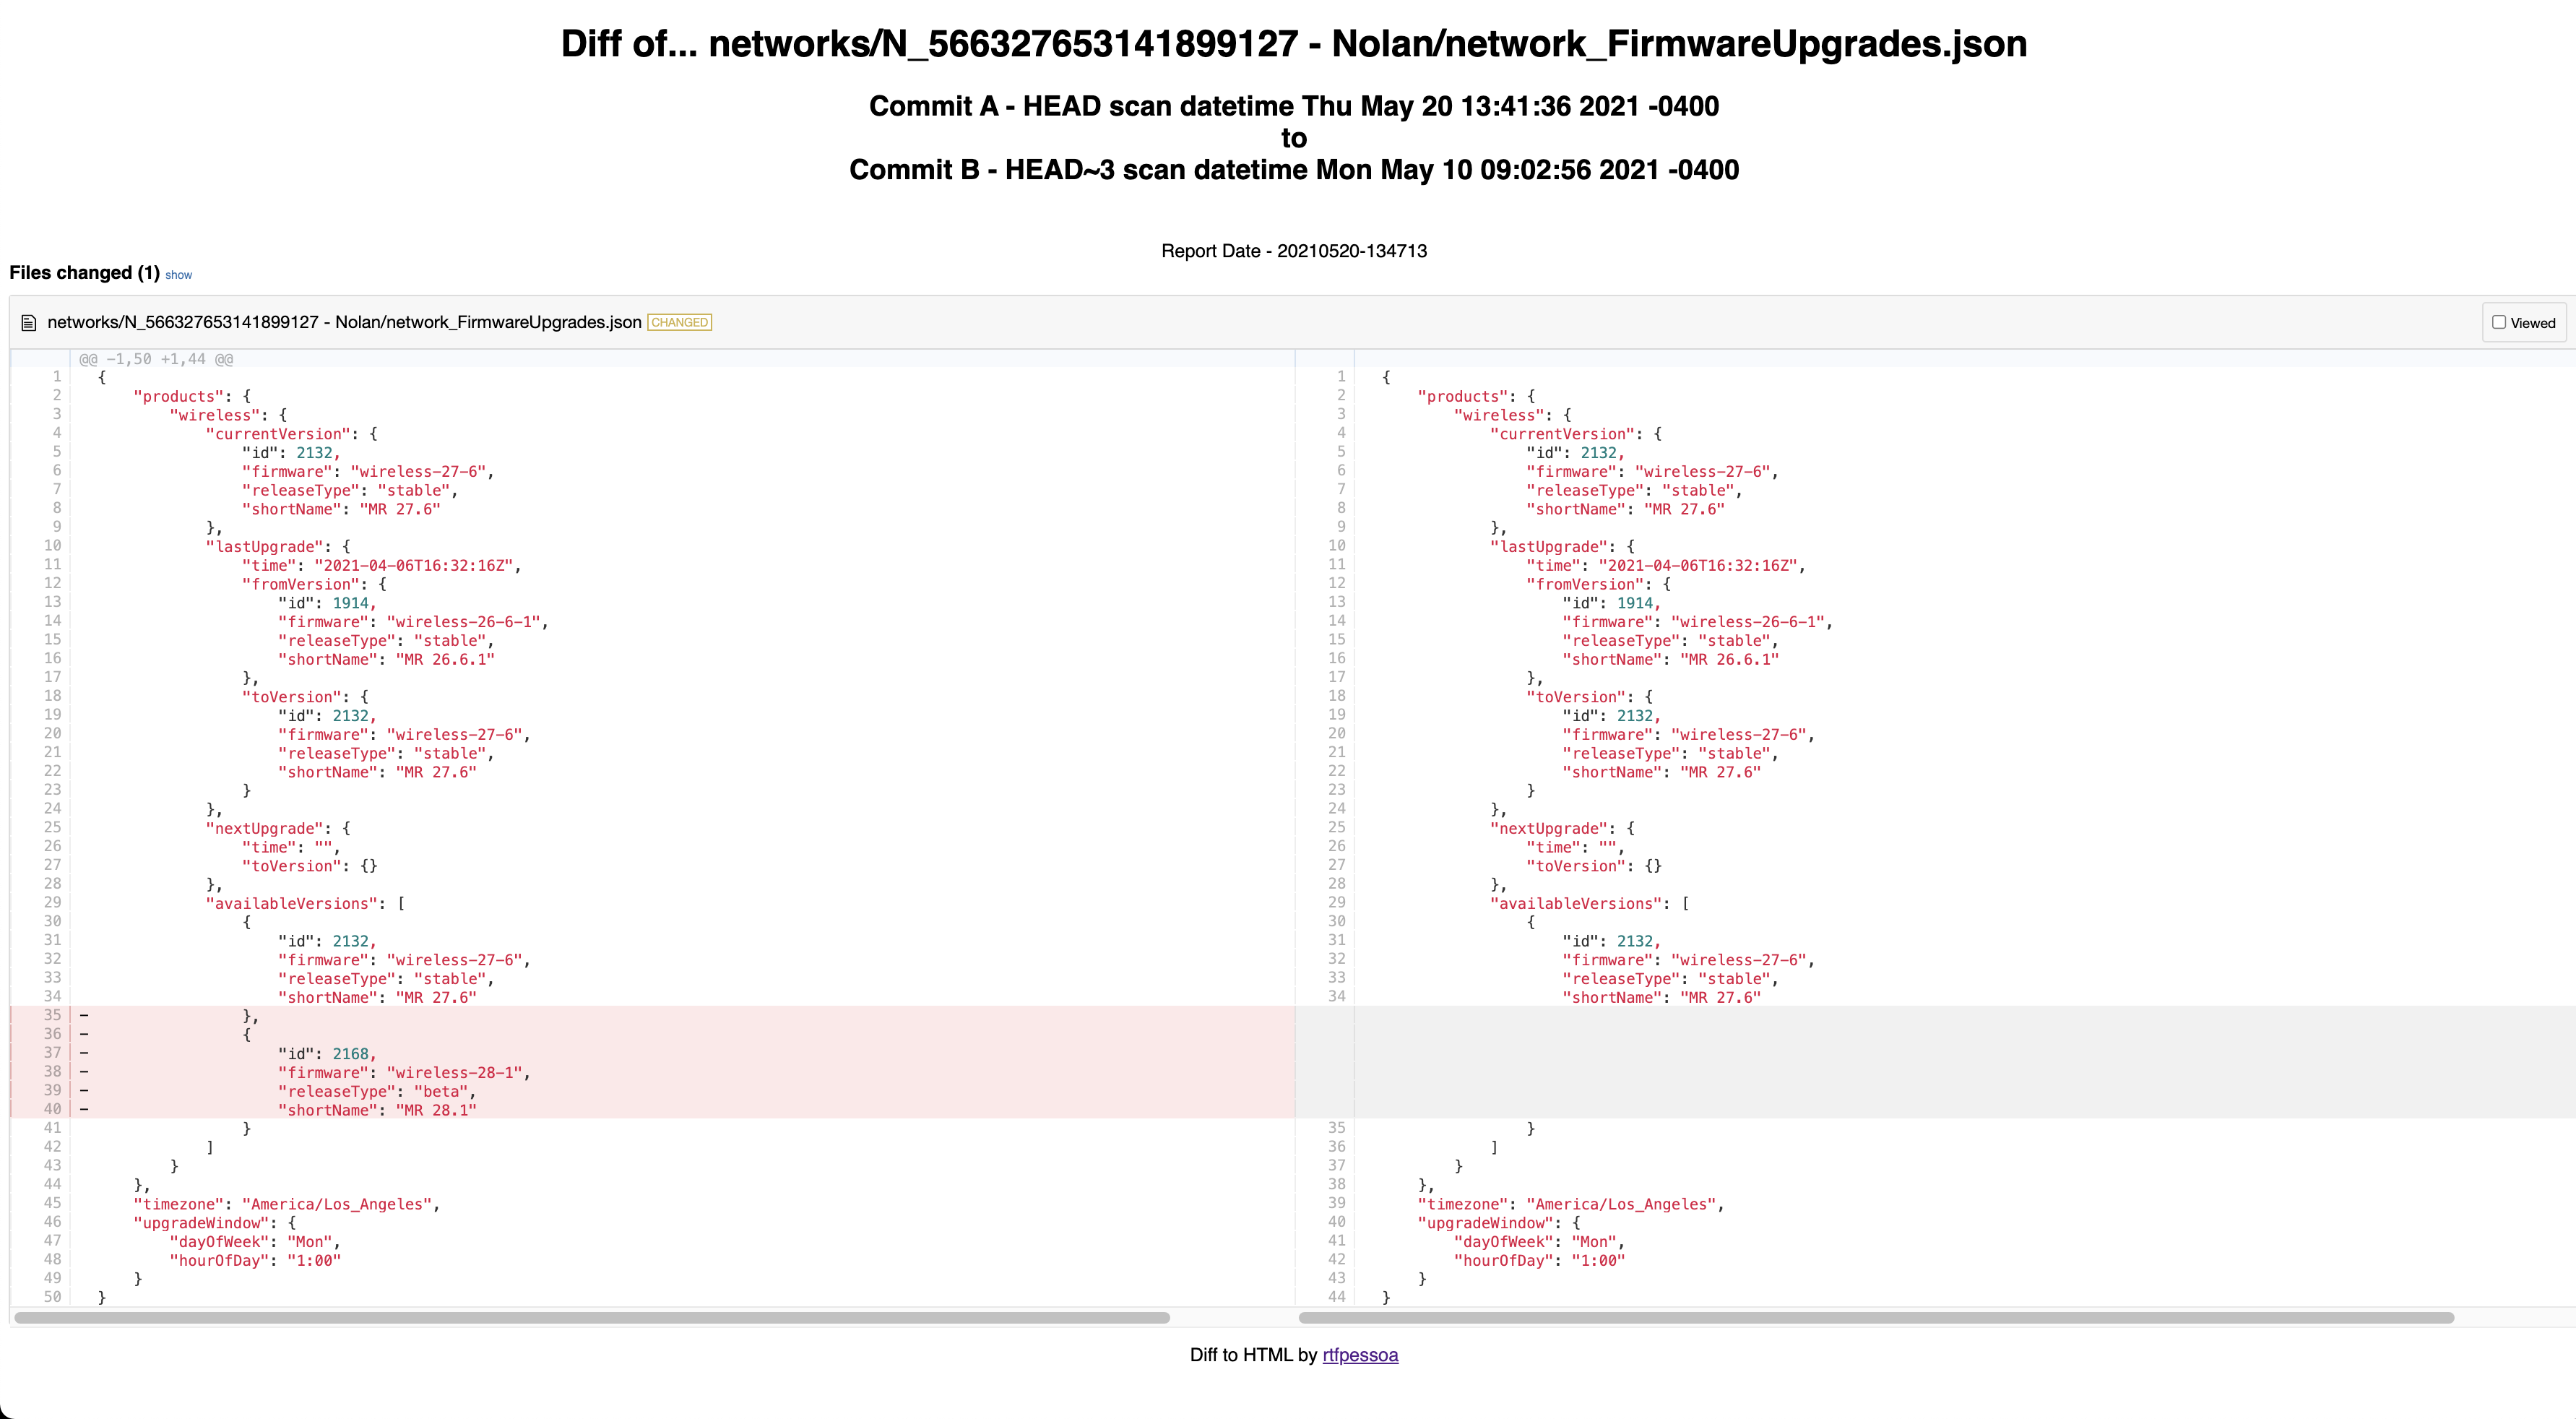 Diff of... networks/N_566327653141899127 - Nolan/network_FirmwareUpgrades.json
Commit A - HEAD scan datetime Thu May 20 13:41:36 2021 -0400
to
Commit B - HEAD~3 scan datetime Mon May 10 09:02:56 2021 -0400
Report Date - 20210520-134713
Files changed (1) show
networks/N_566327653141899127 - Nolan/network_FirmwareUpgrades.json CHANGED
Viewed
@@ -1,50 +1,44 @@
1 {
2 "products": {
3 "wireless": {
4 "currentVersion": {
5 "id": 2132,
6 "firmware": "wireless-27-6",
7 "releaseType": "stable",
8 "shortName": "MR 27.6"
9 },
10 "lastUpgrade": {
11 "time": "2021-04-06T16:32:16Z",
12 "fromVersion": {
13 "id": 1914,
14 "firmware": "wireless-26-6-1",
15 "releaseType": "stable",
16 "shortName": "MR 26.6.1"
17 },
18 "toVersion": {
19 "id": 2132,
20 "firmware": "wireless-27-6",
21 "releaseType": "stable",
22 "shortName": "MR 27.6"
23 }
24 },
25 "nextUpgrade": {
26 "time": "",
27 "toVersion": {}
28 },
29 "availableVersions": [
30 {
31 "id": 2132,
32 "firmware": "wireless-27-6",
33 "releaseType": "stable",
34 "shortName": "MR 27.6"
35 - },
36 - {
37 - "id": 2168,
38 - "firmware": "wireless-28-1",
39 - "releaseType": "beta",
40 - "shortName": "MR 28.1"
41 }
42 ]
43 }
44 },
45 "timezone": "America/Los_Angeles",
46 "upgradeWindow": {
47 "dayOfWeek": "Mon",
48 "hourOfDay": "1:00"
49 }
50 }
1 {
2 "products": {
3 "wireless": {
4 "currentVersion": {
5 "id": 2132,
6 "firmware": "wireless-27-6",
7 "releaseType": "stable",
8 "shortName": "MR 27.6"
9 },
10 "lastUpgrade": {
11 "time": "2021-04-06T16:32:16Z",
12 "fromVersion": {
13 "id": 1914,
14 "firmware": "wireless-26-6-1",
15 "releaseType": "stable",
16 "shortName": "MR 26.6.1"
17 },
18 "toVersion": {
19 "id": 2132,
20 "firmware": "wireless-27-6",
21 "releaseType": "stable",
22 "shortName": "MR 27.6"
23 }
24 },
25 "nextUpgrade": {
26 "time": "",
27 "toVersion": {}
28 },
29 "availableVersions": [
30 {
31 "id": 2132,
32 "firmware": "wireless-27-6",
33 "releaseType": "stable",
34 "shortName": "MR 27.6"
35 }
36 ]
37 }
38 },
39 "timezone": "America/Los_Angeles",
40 "upgradeWindow": {
41 "dayOfWeek": "Mon",
42 "hourOfDay": "1:00"
43 }
44 }
Diff to HTML by rtfpessoa